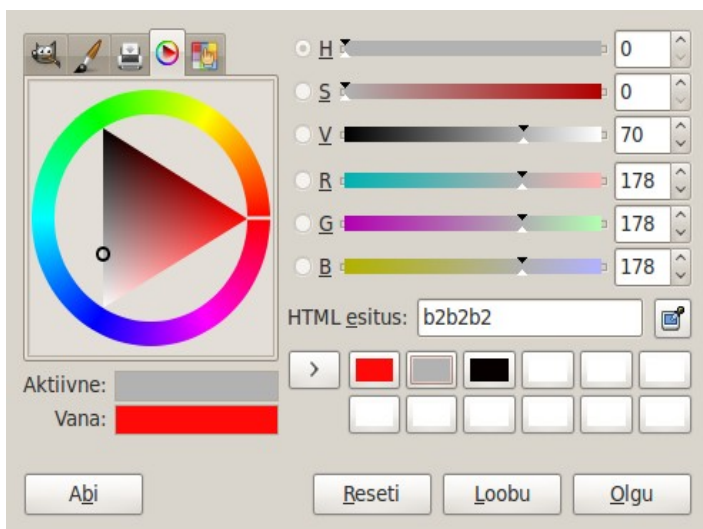 H 0
S 0
V 70
R 178
G 178
B 178
HTML esitus: b2b2b2
>
Aktiivne:
Vana:
Abi Reseti Loobu Olgu